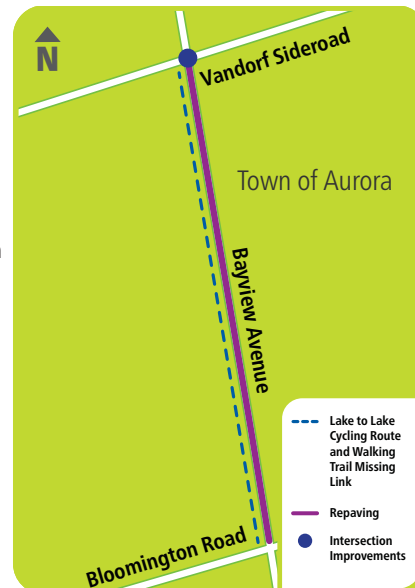 N
Vandorf Sideroad
Town of Aurora
Bayview Avenue
Bloomington Road
Lake to Lake
Cycling Route
and Walking
Trail Missing
Link
Repaving
Intersection
Improvements